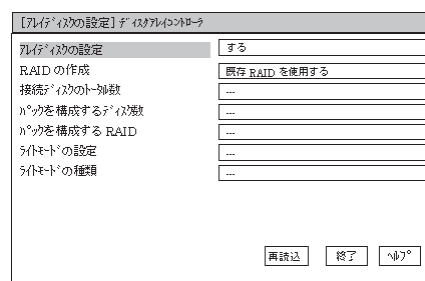 [ｱﾚｲﾃﾞｨｽｸの設定] ﾃﾞｨｽｸｱﾚｲｺﾝﾄﾛｰﾗ
ｱﾚｲﾃﾞｨｽｸの設定 する
RAID の作成 既存 RAID を使用する
接続ﾃﾞｨｽｸのﾄｰﾀﾙ数 ---
ﾊﾟｯｸを構成するﾃﾞｨｽｸ数 ---
ﾊﾟｯｸを構成する RAID ---
ﾗｲﾄﾓｰﾄﾞの設定 ---
ﾗｲﾄﾓｰﾄﾞの種類 ---
再読込 終了 ﾍﾙﾌﾟ